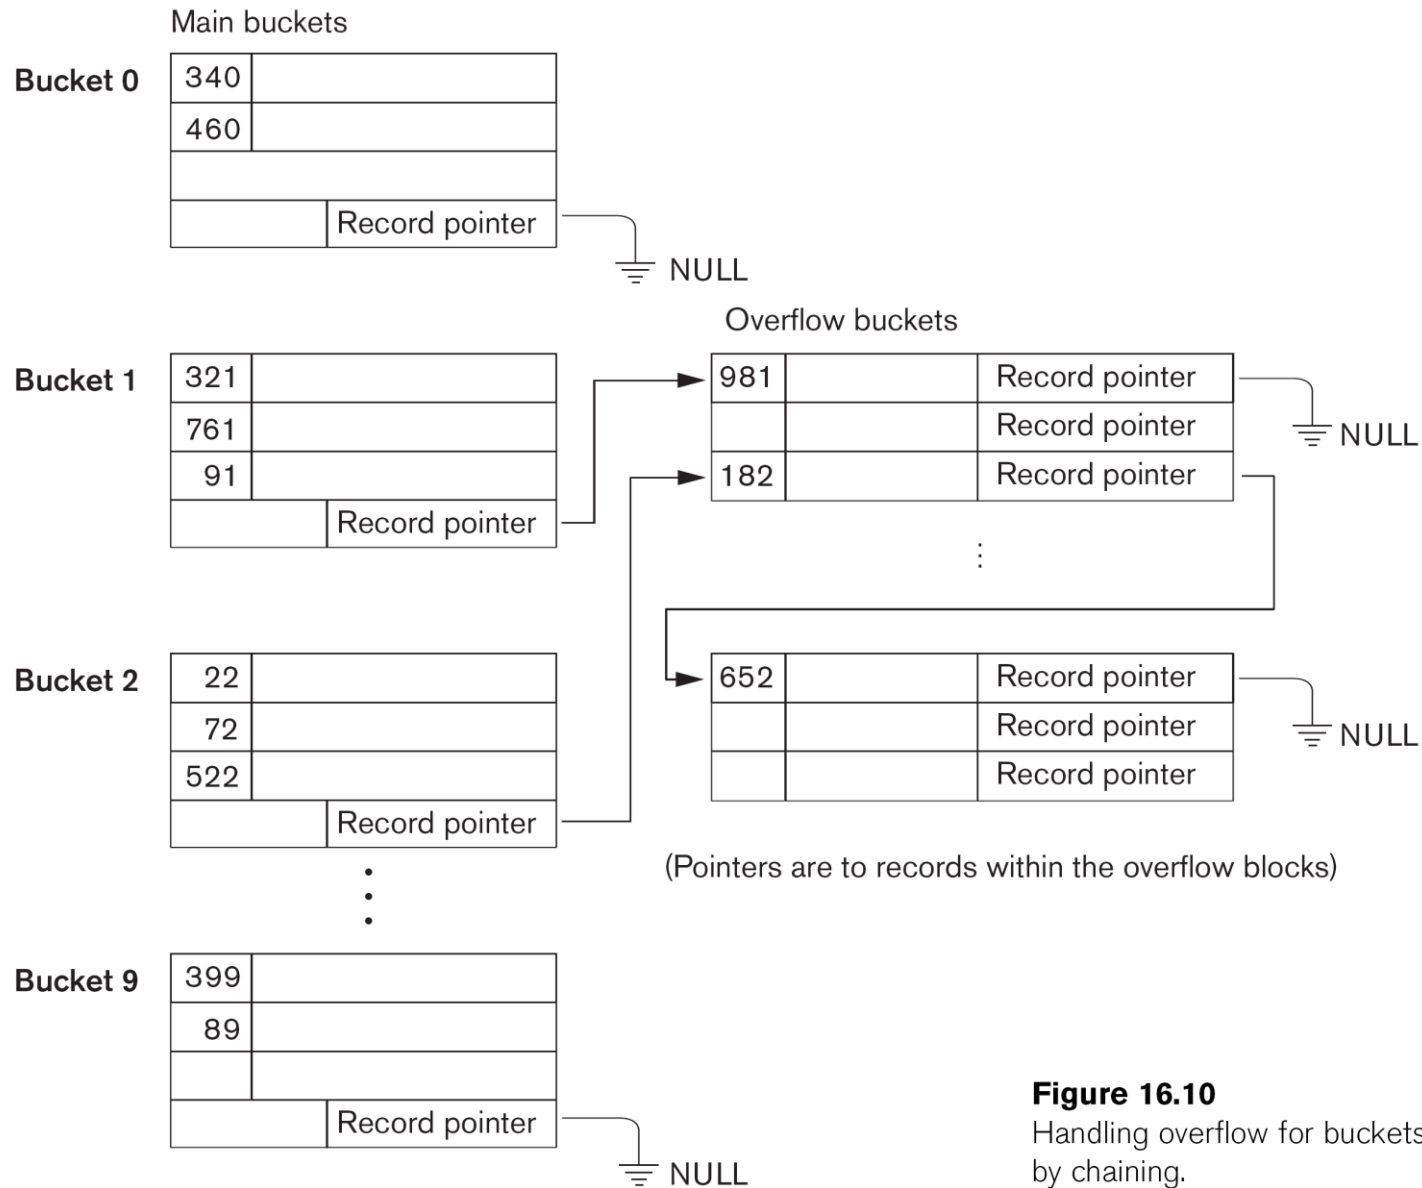 Main buckets
Bucket 0
340
460
Record pointer
NULL
Overflow buckets
Bucket 1
321
761
91
Record pointer
981 Record pointer
Record pointer
182 Record pointer
NULL
⋮
Bucket 2
22
72
522
Record pointer
652 Record pointer
Record pointer
Record pointer
NULL
(Pointers are to records within the overflow blocks)
⋮
Bucket 9
399
89
Record pointer
NULL
Figure 16.10
Handling overflow for buckets
by chaining.